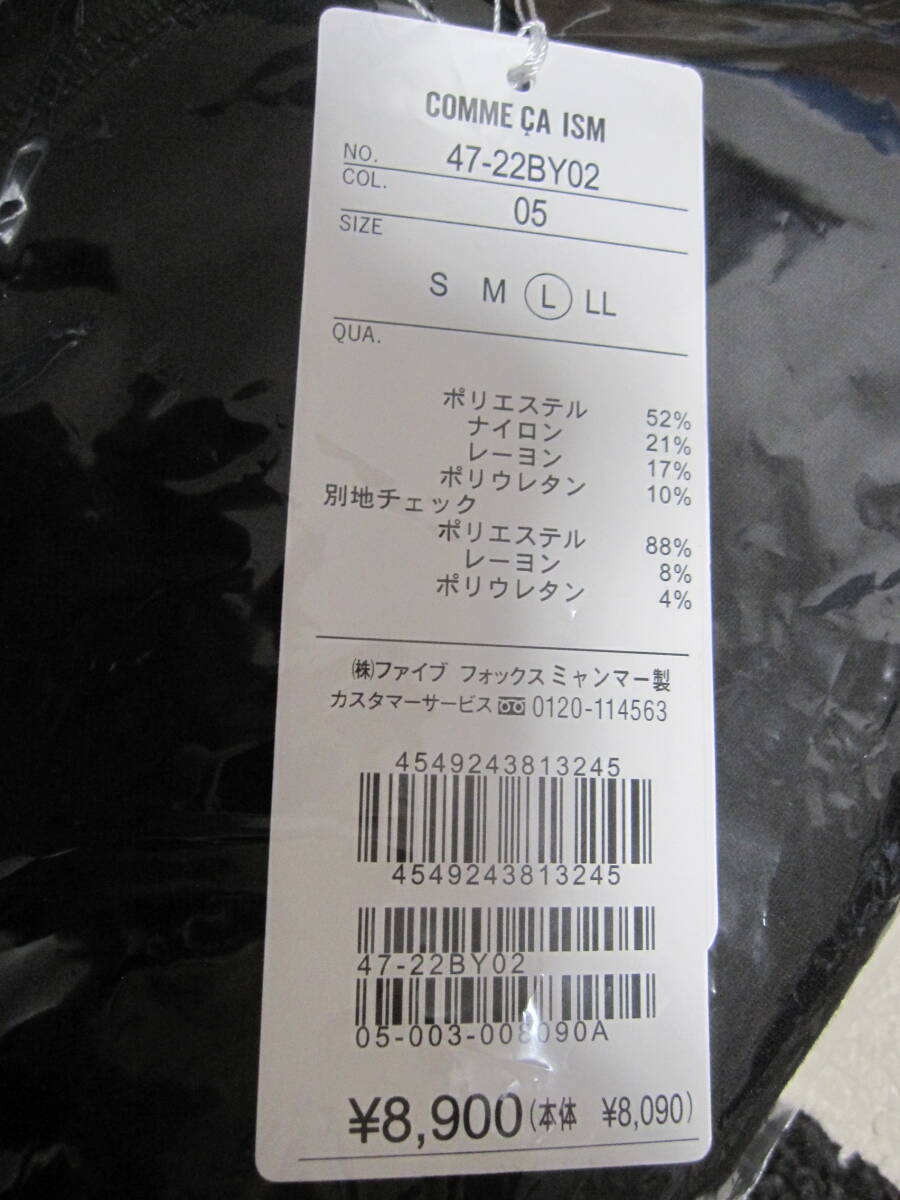 COMME ÇA ISM
NO. 47-22BY02
COL. 05
SIZE
S M L LL
QUA.
ポリエステル 52%
ナイロン 21%
レーヨン 17%
ポリウレタン 10%
別地チェック
ポリエステル 88%
レーヨン 8%
ポリウレタン 4%
㈱ファイブ フォックス ミャンマー製
カスタマーサービス 0120-114563
4549243813245
4549243813245
47-22BY02
05-003-008090A
¥8,900(本体 ¥8,090)